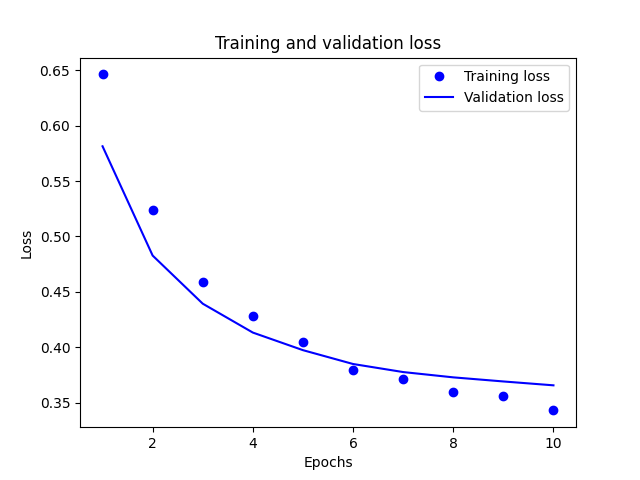 Training and validation loss
Training loss
Validation loss
0.65
0.60
0.55
0.50
0.45
0.40
0.35
Loss
2
4
6
8
10
Epochs